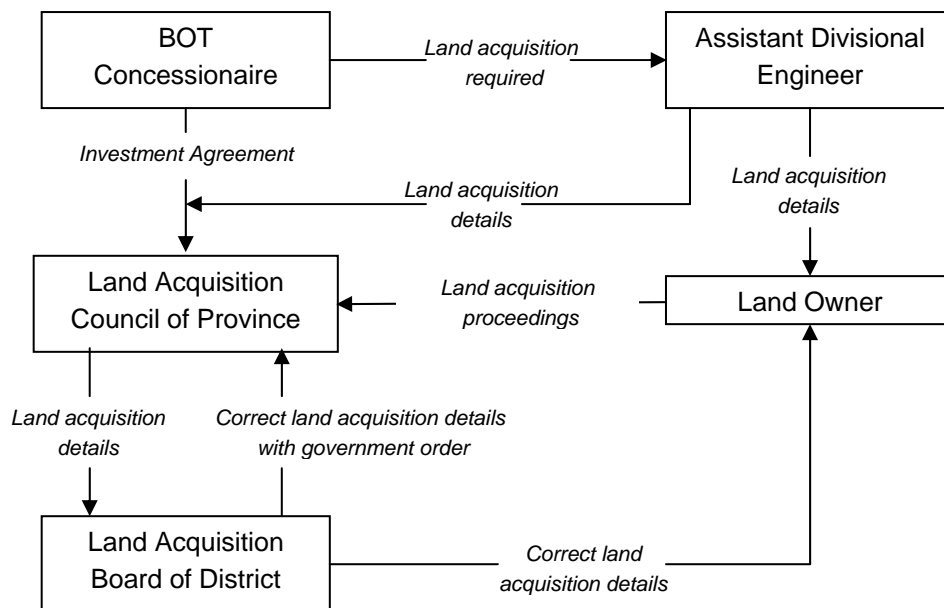 BOT
Concessionaire
Land acquisition
required
Assistant Divisional
Engineer
Investment Agreement
Land acquisition
details
Land acquisition
details
Land Acquisition
Council of Province
Land acquisition
proceedings
Land Owner
Land acquisition
details
Correct land acquisition details
with government order
Land Acquisition
Board of District
Correct land
acquisition details